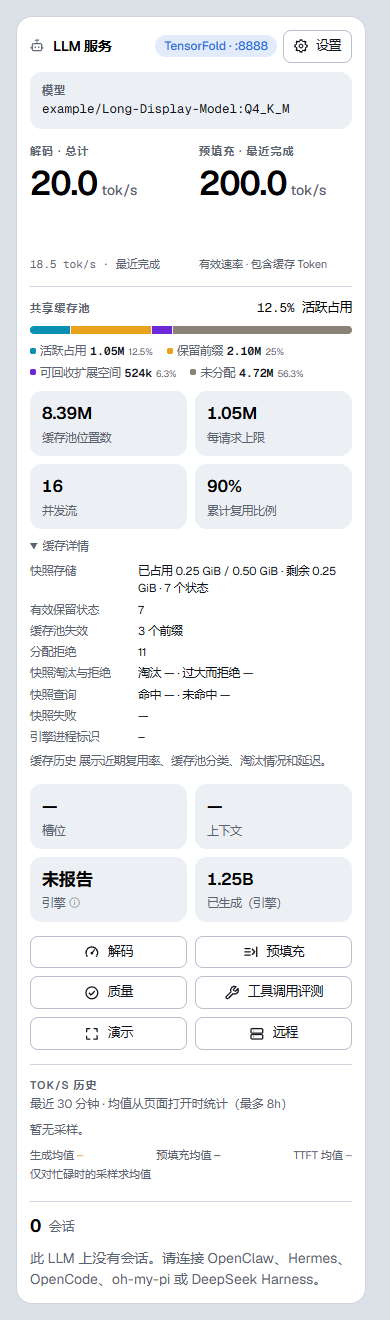 LLM 服务
TensorFold · :8888
设置
模型
example/Long-Display-Model:Q4_K_M
解码 · 总计
预填充 · 最近完成
20.0 tok/s
200.0 tok/s
18.5 tok/s · 最近完成
有效速率 · 包含缓存 Token
共享缓存池
12.5% 活跃占用
活跃占用 1.05M 12.5%
保留前缀 2.10M 25%
可回收扩展空间 524k 6.3%
未分配 4.72M 56.3%
8.39M
缓存池位置数
1.05M
每请求上限
16
并发流
90%
累计复用比例
▼ 缓存详情
快照存储
已占用 0.25 GiB / 0.50 GiB · 剩余 0.25
GiB · 7 个状态
有效保留状态
7
缓存池失效
3 个前缀
分配拒绝
11
快照淘汰与拒绝
淘汰 — · 过大而拒绝 —
快照查询
命中 — · 未命中 —
快照失败
—
引擎进程标识
–
缓存历史 展示近期复用率、缓存池分类、淘汰情况和延迟。
—
槽位
—
上下文
未报告
引擎
1.25B
已生成（引擎）
解码
预填充
质量
工具调用评测
演示
远程
TOK/S 历史
最近 30 分钟 · 均值从页面打开时统计（最多 8h）
暂无采样。
生成均值 –
预填充均值 –
TTFT 均值 –
仅对忙碌时的采样求均值
0 会话
此 LLM 上没有会话。请连接 OpenClaw、Hermes、
OpenCode、oh-my-pi 或 DeepSeek Harness。